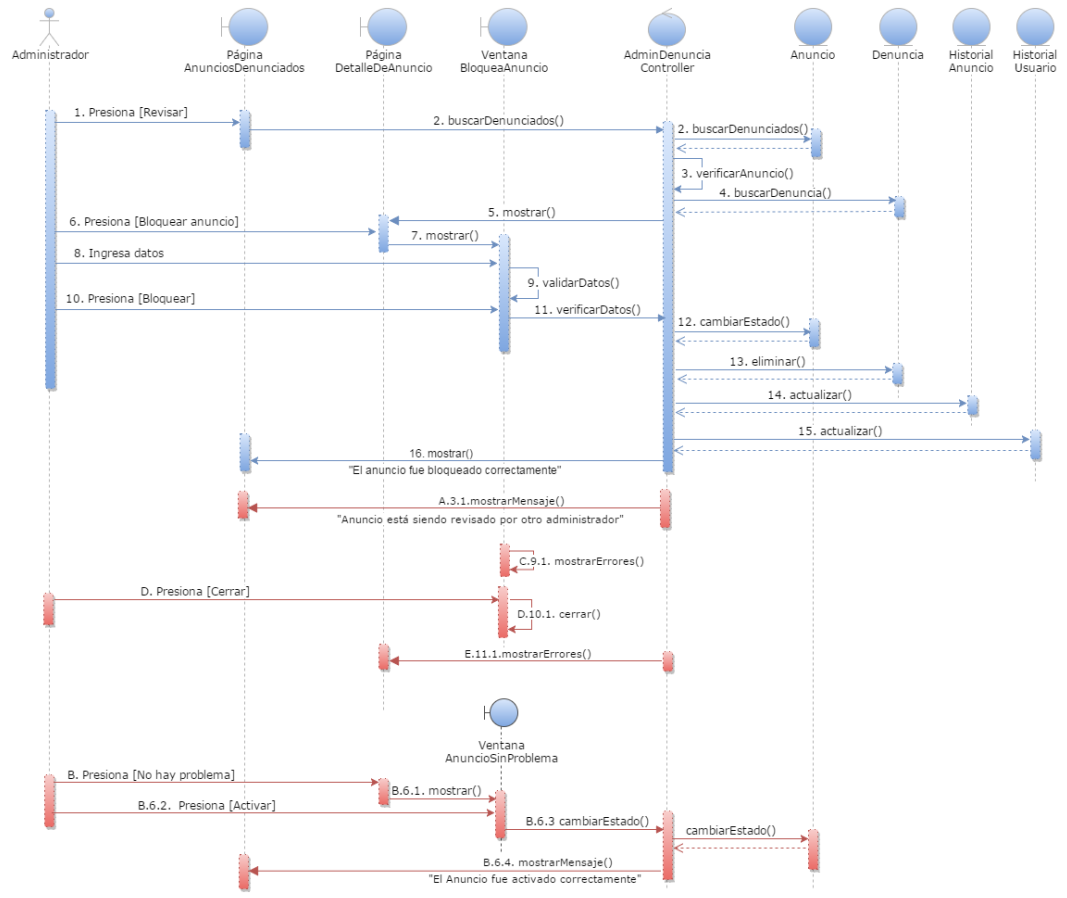 Administrador
Página
AnunciosDenunciados
Página
DetalleDeAnuncio
Ventana
BloqueaAnuncio
AdminDenuncia
Controller
Anuncio
Denuncia
Historial
Anuncio
Historial
Usuario
1. Presiona [Revisar]
2. buscarDenunciados()
2. buscarDenunciados()
3. verificarAnuncio()
4. buscarDenuncia()
5. mostrar()
6. Presiona [Bloquear anuncio]
7. mostrar()
8. Ingresa datos
9. validarDatos()
10. Presiona [Bloquear]
11. verificarDatos()
12. cambiarEstado()
13. eliminar()
14. actualizar()
15. actualizar()
16. mostrar()
"El anuncio fue bloqueado correctamente"
A.3.1.mostrarMensaje()
"Anuncio está siendo revisado por otro administrador"
C.9.1. mostrarErrores()
D. Presiona [Cerrar]
D.10.1. cerrar()
E.11.1.mostrarErrores()
Ventana
AnuncioSinProblema
B. Presiona [No hay problema]
B.6.1. mostrar()
B.6.2. Presiona [Activar]
B.6.3 cambiarEstado()
cambiarEstado()
B.6.4. mostrarMensaje()
"El Anuncio fue activado correctamente"